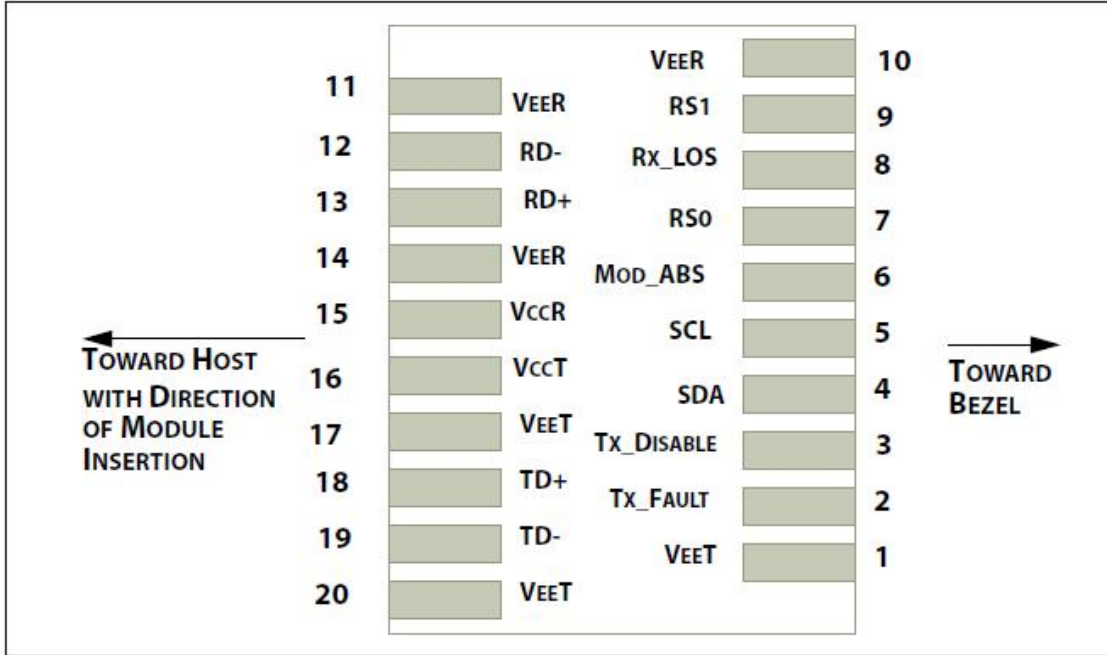 11 VEER
12 RD-
13 RD+
14 VEER
15 VCCR
16 VCCT
17 VEET
18 TD+
19 TD-
20 VEET
VEER 10
RS1 9
RX_LOS 8
RS0 7
MOD_ABS 6
SCL 5
SDA 4
TX_DISABLE 3
TX_FAULT 2
VEET 1
TOWARD HOST
WITH DIRECTION
OF MODULE
INSERTION
TOWARD
BEZEL